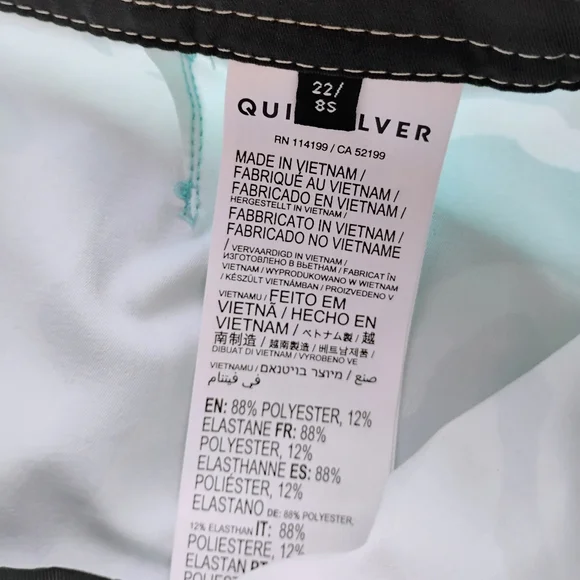 22/
8S
QUI LVER
RN 114199 / CA 52199
MADE IN VIETNAM /
FABRIQUÉ AU VIETNAM /
FABRICADO EN VIETNAM /
HERGESTELLT IN VIETNAM /
FABBRICATO IN VIETNAM /
FABRICADO NO VIETNAME
/ VERVAARDIGD IN VIETNAM /
ИЗГОТОВЛЕНО В ВЬЕТНАМ / FABRICAT ÎN
VIETNAM / WYPRODUKOWANO W WIETNAM
/ KÉSZÜLT VIETNÁMBAN / PROIZVEDENO V
VIETNAMU / FEITO EM
VIETNÃ / HECHO EN
VIETNAM / ベトナム製 / 越
南制造 / 越南製造 / 베트남제품 /
DIBUAT DI VIETNAM / VYROBENO VE
VIETNAMU / מיוצר בוייטנאם / صنع
في فيتنام
EN: 88% POLYESTER, 12%
ELASTANE FR: 88%
POLYESTER, 12%
ELASTHANNE ES: 88%
POLIÉSTER, 12%
ELASTANO DE: 88% POLYESTER,
12% ELASTHAN IT: 88%
POLIESTERE, 12%
ELASTAN